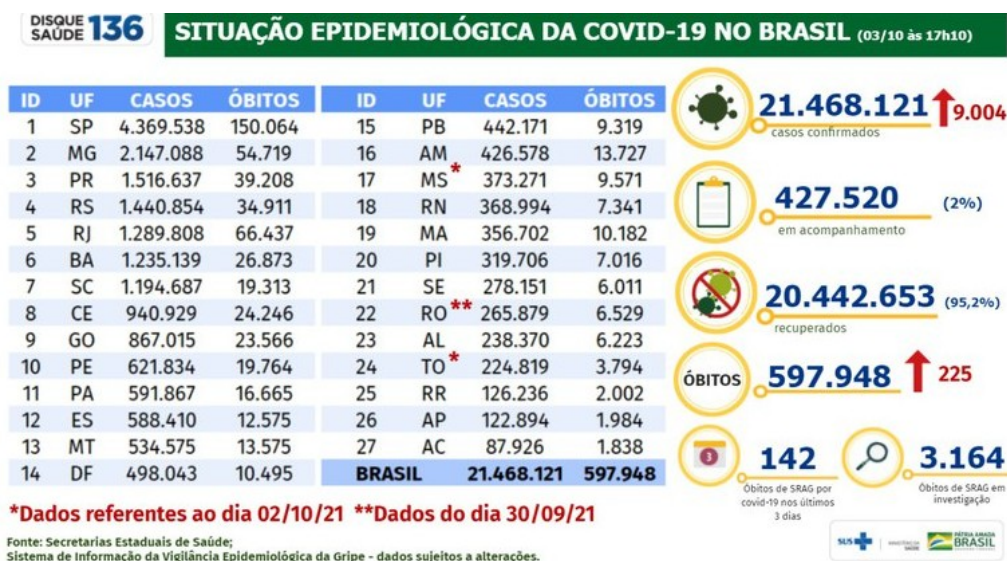 DISQUE
SAÚDE 136
SITUAÇÃO EPIDEMIOLÓGICA DA COVID-19 NO BRASIL (03/10 às 17h10)
ID UF CASOS ÓBITOS
1 SP 4.369.538 150.064
2 MG 2.147.088 54.719
3 PR 1.516.637 39.208
4 RS 1.440.854 34.911
5 RJ 1.289.808 66.437
6 BA 1.235.139 26.873
7 SC 1.194.687 19.313
8 CE 940.929 24.246
9 GO 867.015 23.566
10 PE 621.834 19.764
11 PA 591.867 16.665
12 ES 588.410 12.575
13 MT 534.575 13.575
14 DF 498.043 10.495
ID UF CASOS ÓBITOS
15 PB 442.171 9.319
16 AM 426.578 13.727
17 MS* 373.271 9.571
18 RN 368.994 7.341
19 MA 356.702 10.182
20 PI 319.706 7.016
21 SE 278.151 6.011
22 RO** 265.879 6.529
23 AL 238.370 6.223
24 TO* 224.819 3.794
25 RR 126.236 2.002
26 AP 122.894 1.984
27 AC 87.926 1.838
BRASIL 21.468.121 597.948
21.468.121 9.004
casos confirmados
427.520 (2%)
em acompanhamento
20.442.653 (95,2%)
recuperados
ÓBITOS 597.948 225
3
142
Óbitos de SRAG por
covid-19 nos últimos
3 dias
3.164
Óbitos de SRAG em
investigação
*Dados referentes ao dia 02/10/21 **Dados do dia 30/09/21
Fonte: Secretarias Estaduais de Saúde;
Sistema de Informação da Vigilância Epidemiológica da Gripe - dados sujeitos a alterações.
SUS
MINISTÉRIO DA
SAÚDE
PÁTRIA AMADA
BRASIL